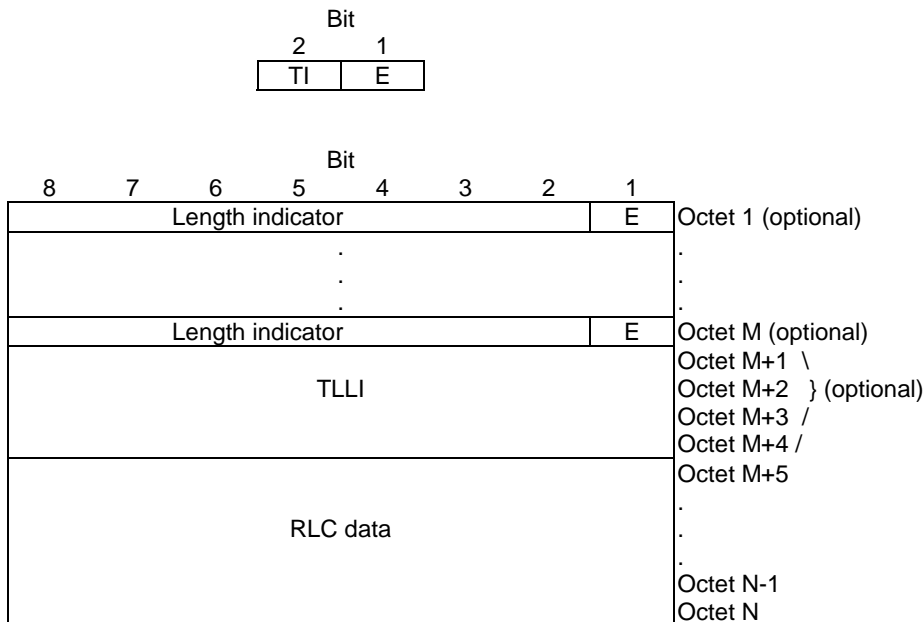 Bit
2 1
TI E
Bit
8 7 6 5 4 3 2 1
Length indicator E Octet 1 (optional)
. .
. .
. .
Length indicator E Octet M (optional)
Octet M+1 \
TLLI Octet M+2 } (optional)
Octet M+3 /
Octet M+4 /
Octet M+5
.
RLC data .
.
Octet N-1
Octet N